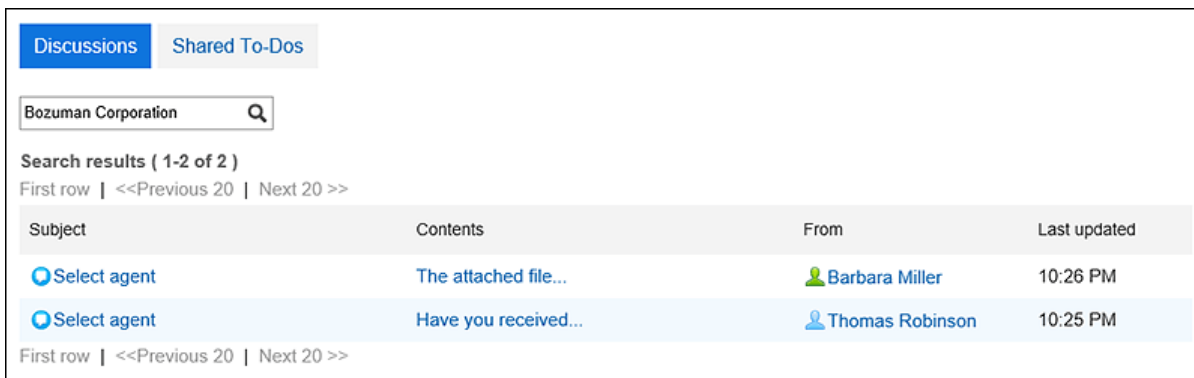 Discussions Shared To-Dos
Bozuman Corporation
Search results ( 1-2 of 2 )
First row | <<Previous 20 | Next 20 >>
Subject Contents From Last updated
Select agent The attached file... Barbara Miller 10:26 PM
Select agent Have you received... Thomas Robinson 10:25 PM
First row | <<Previous 20 | Next 20 >>